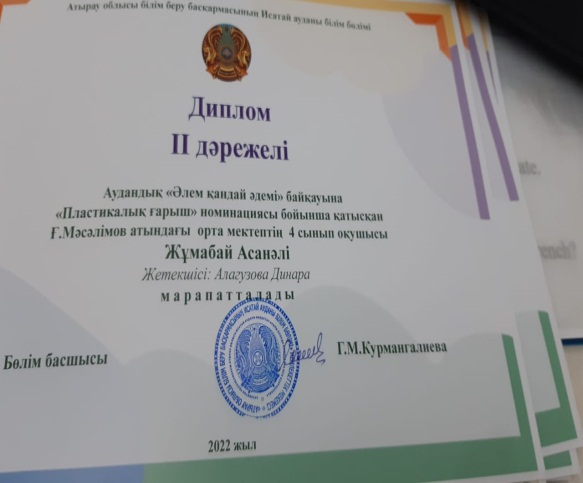 Атырау облысы білім беру басқармасының Исатай ауданы білім бөлімі
Диплом
II дәрежелі
Аудандық «Әлем қандай әдемі» байқауына
«Пластикалық ғарыш» номинациясы бойынша қатысқан
Ғ.Мәсәлімов атындағы орта мектептің 4 сынып оқушысы
Жұмабай Асанәлі
Жетекшісі: Алагузова Динара
марапатталады
Бөлім басшысы
Г.М.Курмангалиева
2022 жыл